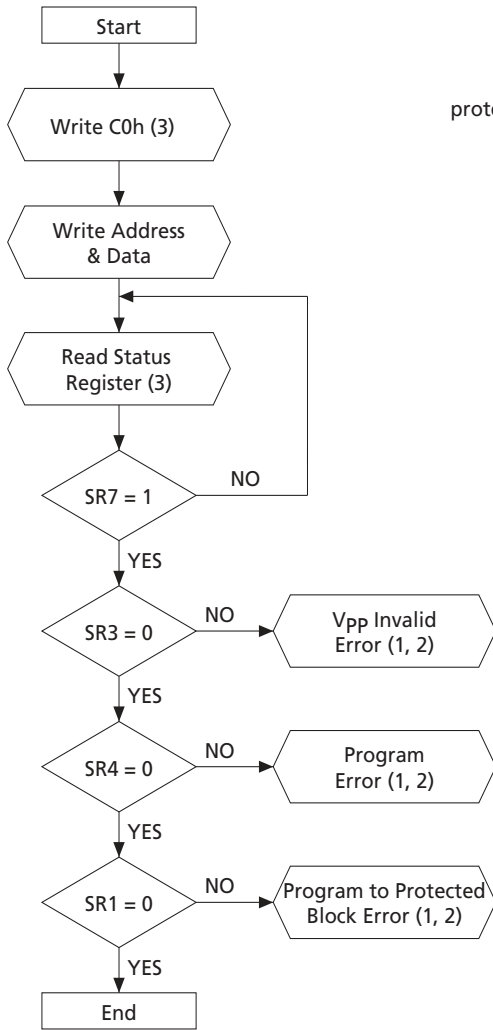 Start
Write C0h (3)
prote
Write Address
& Data
Read Status
Register (3)
NO
SR7 = 1
YES
SR3 = 0
NO
VPP Invalid
Error (1, 2)
YES
SR4 = 0
NO
Program
Error (1, 2)
YES
SR1 = 0
NO
Program to Protected
Block Error (1, 2)
YES
End